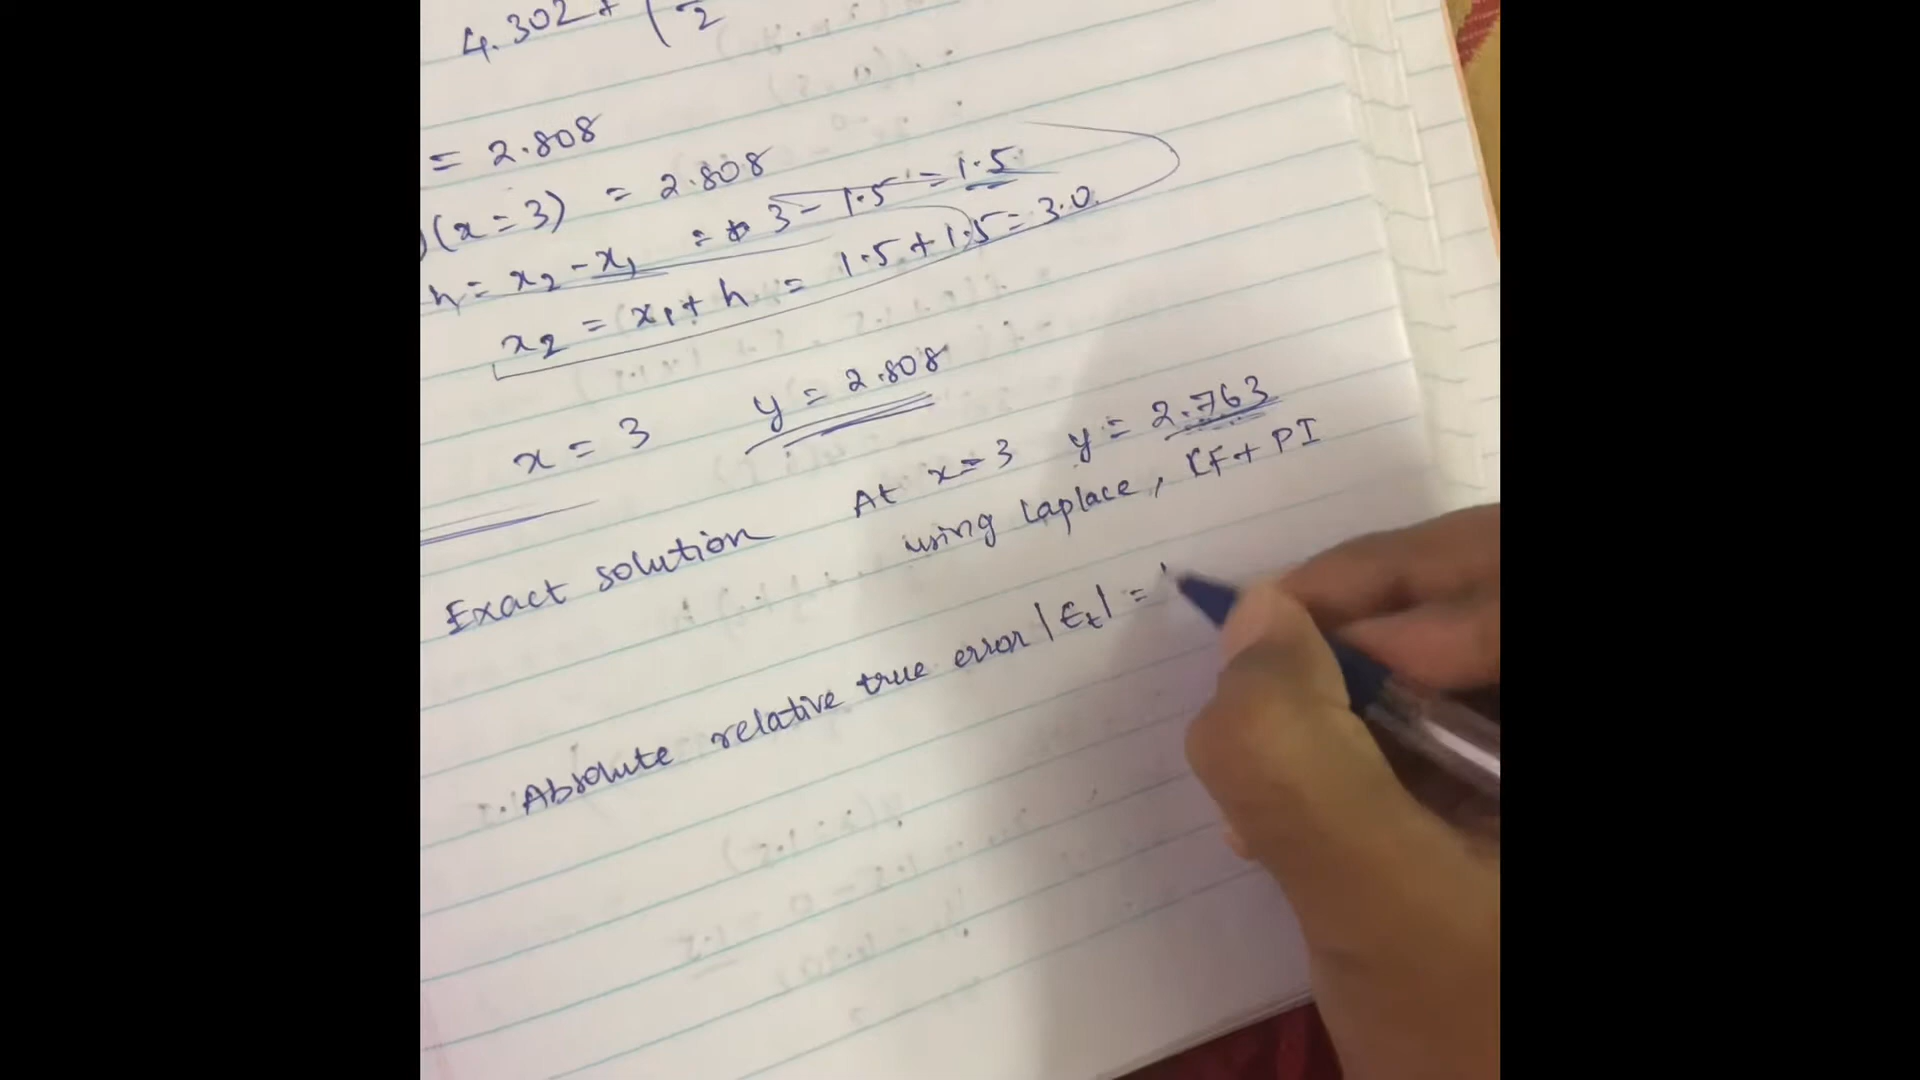 4.302 + ( 2
= 2.808
(x = 3) = 2.808
h = x2 - x1 = 3 - 1.5 = 1.5
x2 = x1 + h = 1.5 + 1.5 = 3.0
x = 3 y = 2.808
Exact solution At x = 3 y = 2.763
using Laplace, CF + PI
Absolute relative true error |Et| =